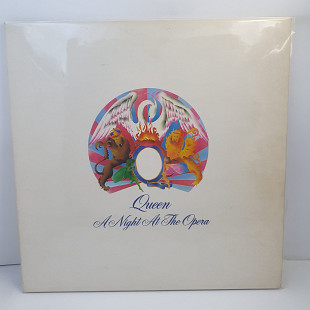 Queen
A Night At The Opera